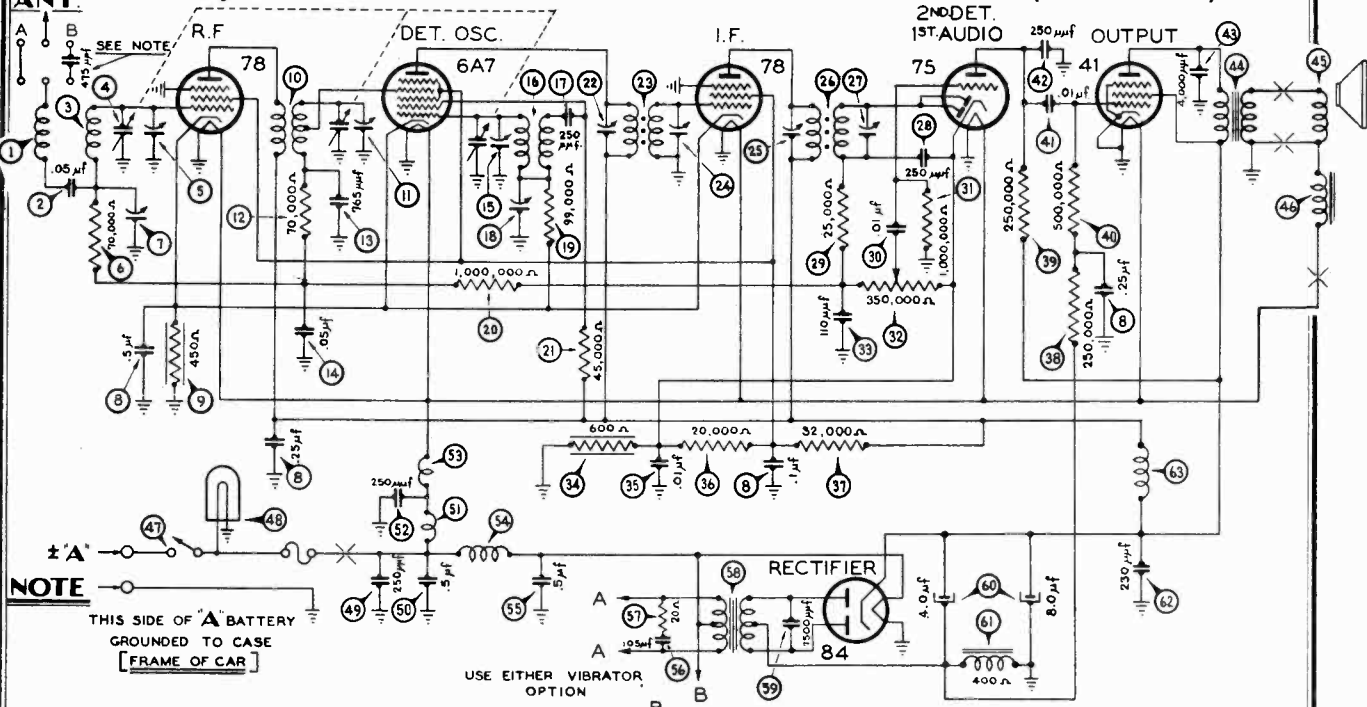 ANT.
A B
475 μμf
SEE NOTE
R.F
78
DET. OSC.
6A7
I.F.
78
2ND. DET.
1ST. AUDIO
75
250 μμf
OUTPUT
41
4,000 μμf
1
2
3
4
5
6
7
8
9
10
11
12
13
14
15
16
17
18
19
20
21
22
23
24
25
26
27
28
29
30
31
32
33
34
35
36
37
38
39
40
41
42
43
44
45
46
.05 μf
70,000
70,000 Ω
765 μμf
250 μμf.
99,000 Ω
1,000,000 Ω
.05 μf
45,000 Ω
250 μμf
25,000 Ω
.01 μf
1,000,000 Ω
350,000 Ω
110 μμf
.01 μf
250,000 Ω
500,000 Ω
250,000 Ω
.25 μf
8
.5 μf
450 Ω
.25 μf
8
600 Ω
20,000 Ω
32,000 Ω
.01 μf
8
.1 μf
53
250 μμf
52
51
54
63
47
48
± "A"
NOTE
THIS SIDE OF "A" BATTERY
GROUNDED TO CASE
[FRAME OF CAR]
250 μμf
49
50
.5 μf
55
.5 μf
A
A
57
20 Ω
.05 μf
56
58
B
B
USE EITHER VIBRATOR
OPTION
59
RECTIFIER
84
4.0 μf
60
8.0 μf
61
400 Ω
230 μμf
62